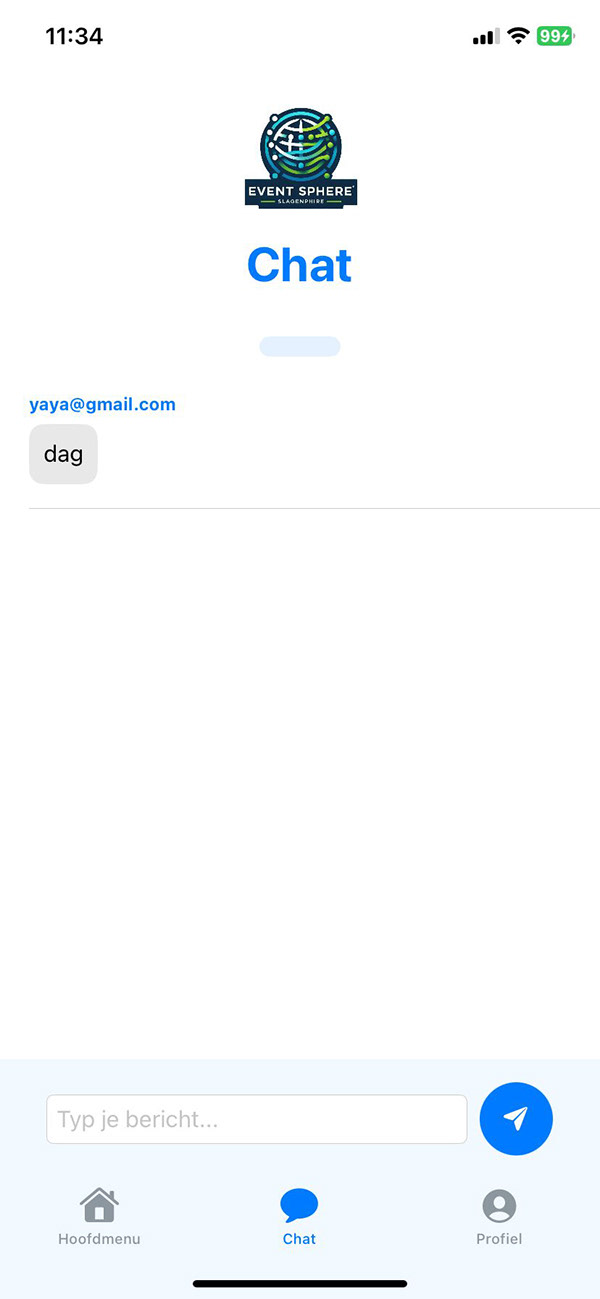 11:34
99
EVENT SPHERE
SLAGENPHIRE
Chat
yaya@gmail.com
dag
Typ je bericht...
Hoofdmenu
Chat
Profiel